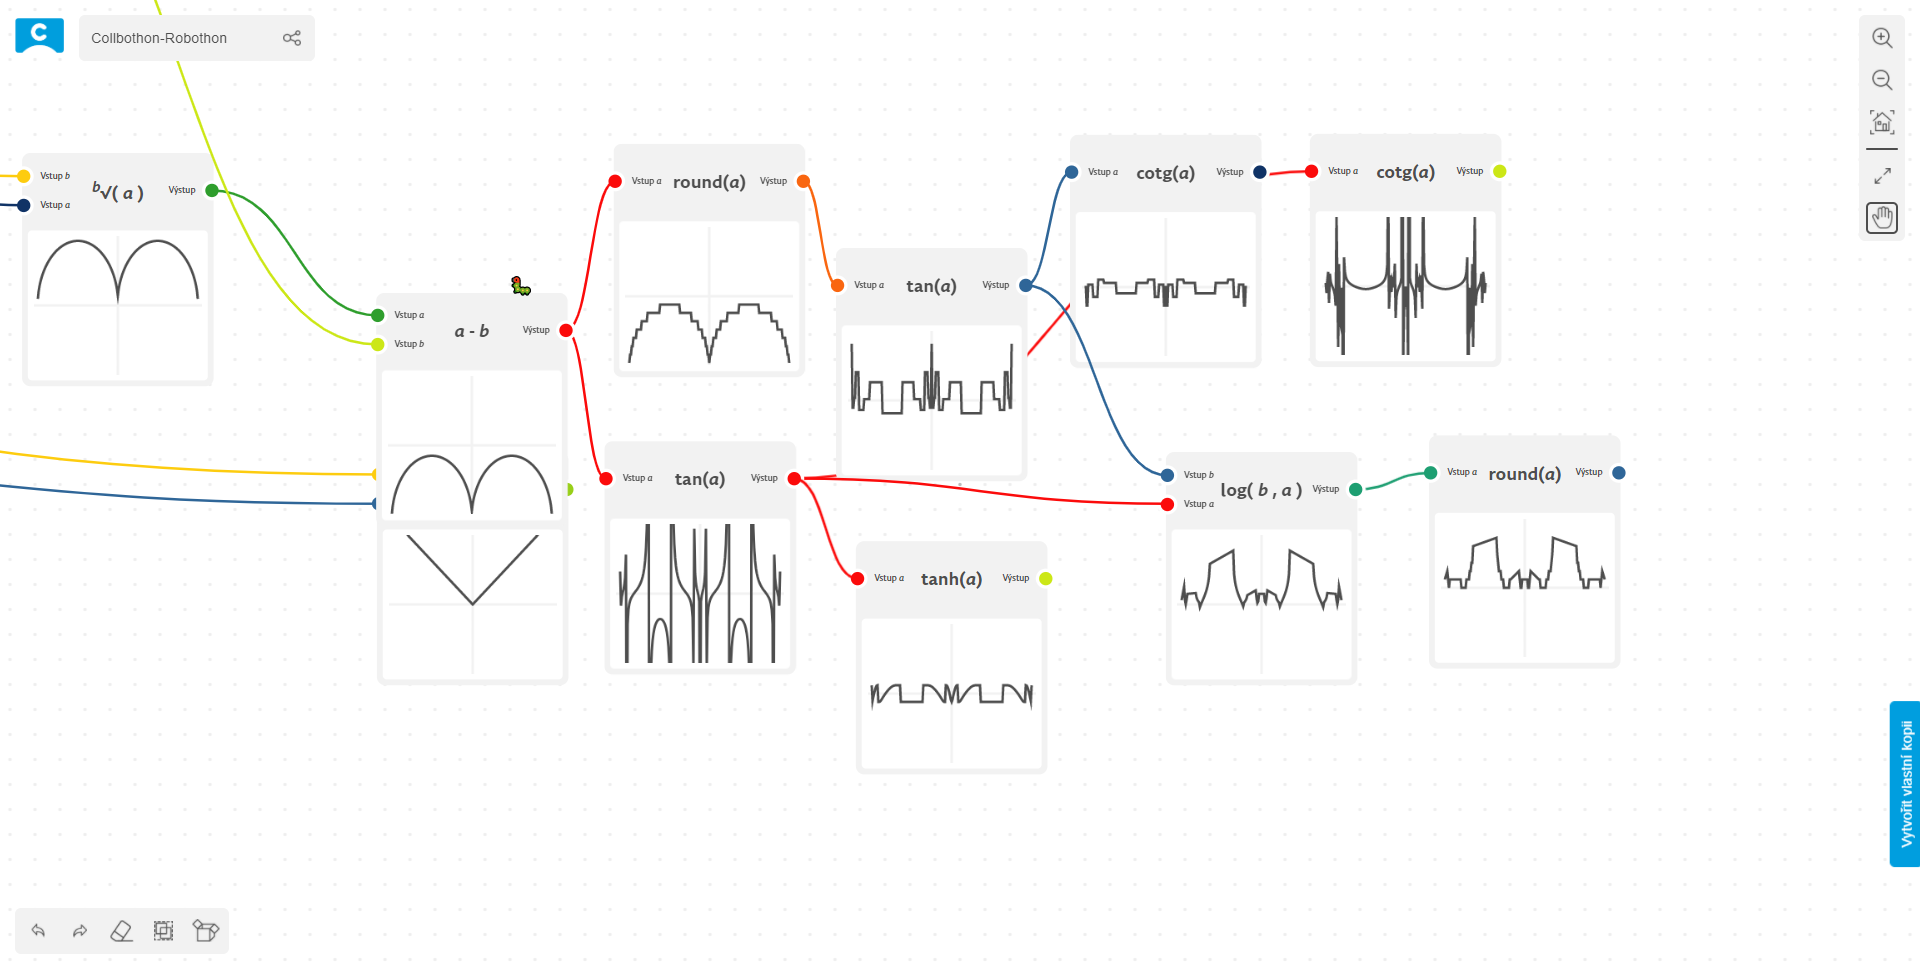 C
Collbothon-Robothon
Vstup b
Vstup a
b√( a )
Výstup
Vstup a
Vstup b
a - b
Výstup
Vstup a
round(a)
Výstup
Vstup a
tan(a)
Výstup
Vstup a
cotg(a)
Výstup
Vstup a
cotg(a)
Výstup
Vstup a
tan(a)
Výstup
Vstup a
tanh(a)
Výstup
Vstup b
Vstup a
log( b , a )
Výstup
Vstup a
round(a)
Výstup
Vytvořit vlastní kopii